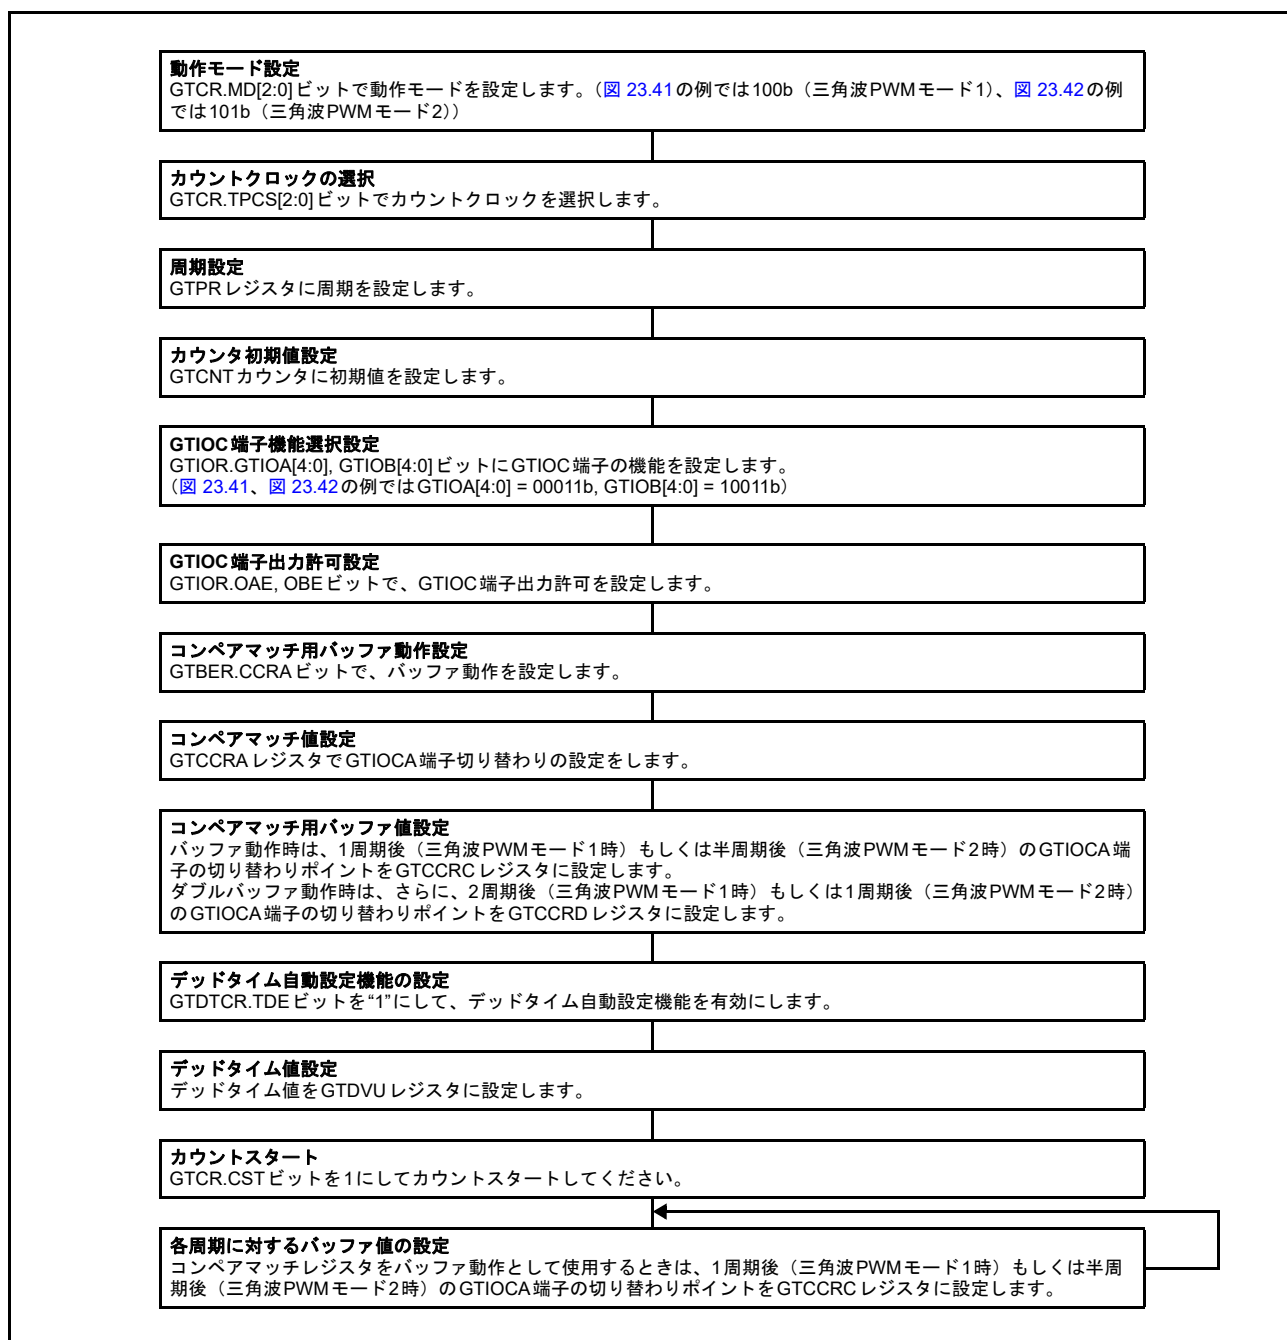 動作モード設定
GTCR.MD[2:0]ビットで動作モードを設定します。（図 23.41の例では100b（三角波PWMモード1）、図 23.42の例
では101b（三角波PWMモード2））
カウントクロックの選択
GTCR.TPCS[2:0]ビットでカウントクロックを選択します。
周期設定
GTPRレジスタに周期を設定します。
カウンタ初期値設定
GTCNTカウンタに初期値を設定します。
GTIOC端子機能選択設定
GTIOR.GTIOA[4:0], GTIOB[4:0]ビットにGTIOC端子の機能を設定します。
（図 23.41、図 23.42の例ではGTIOA[4:0] = 00011b, GTIOB[4:0] = 10011b）
GTIOC端子出力許可設定
GTIOR.OAE, OBEビットで、GTIOC端子出力許可を設定します。
コンペアマッチ用バッファ動作設定
GTBER.CCRAビットで、バッファ動作を設定します。
コンペアマッチ値設定
GTCCRAレジスタでGTIOCA端子切り替わりの設定をします。
コンペアマッチ用バッファ値設定
バッファ動作時は、1周期後（三角波PWMモード1時）もしくは半周期後（三角波PWMモード2時）のGTIOCA端
子の切り替わりポイントをGTCCRCレジスタに設定します。
ダブルバッファ動作時は、さらに、2周期後（三角波PWMモード1時）もしくは1周期後（三角波PWMモード2時）
のGTIOCA端子の切り替わりポイントをGTCCRDレジスタに設定します。
デッドタイム自動設定機能の設定
GTDTCR.TDEビットを“1”にして、デッドタイム自動設定機能を有効にします。
デッドタイム値設定
デッドタイム値をGTDVUレジスタに設定します。
カウントスタート
GTCR.CSTビットを1にしてカウントスタートしてください。
各周期に対するバッファ値の設定
コンペアマッチレジスタをバッファ動作として使用するときは、1周期後（三角波PWMモード1時）もしくは半周
期後（三角波PWMモード2時）のGTIOCA端子の切り替わりポイントをGTCCRCレジスタに設定します。